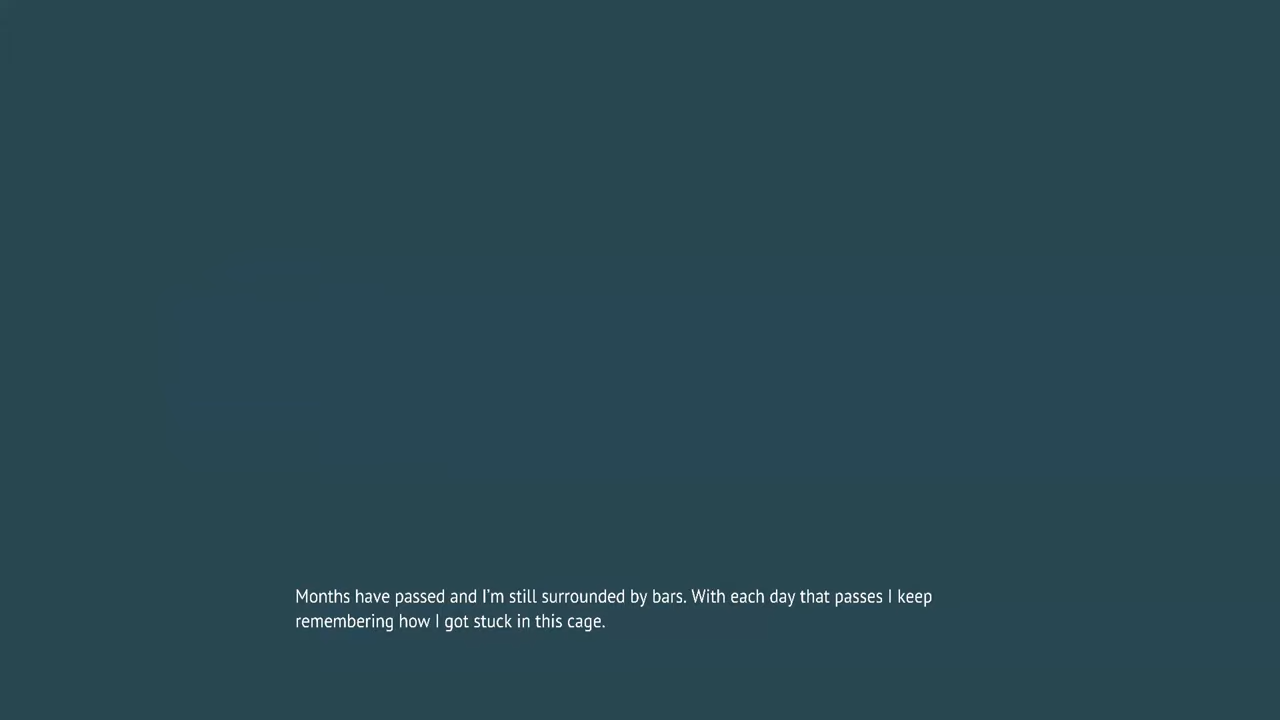 Months have passed and I'm still surrounded by bars. With each day that passes I keep
remembering how I got stuck in this cage.